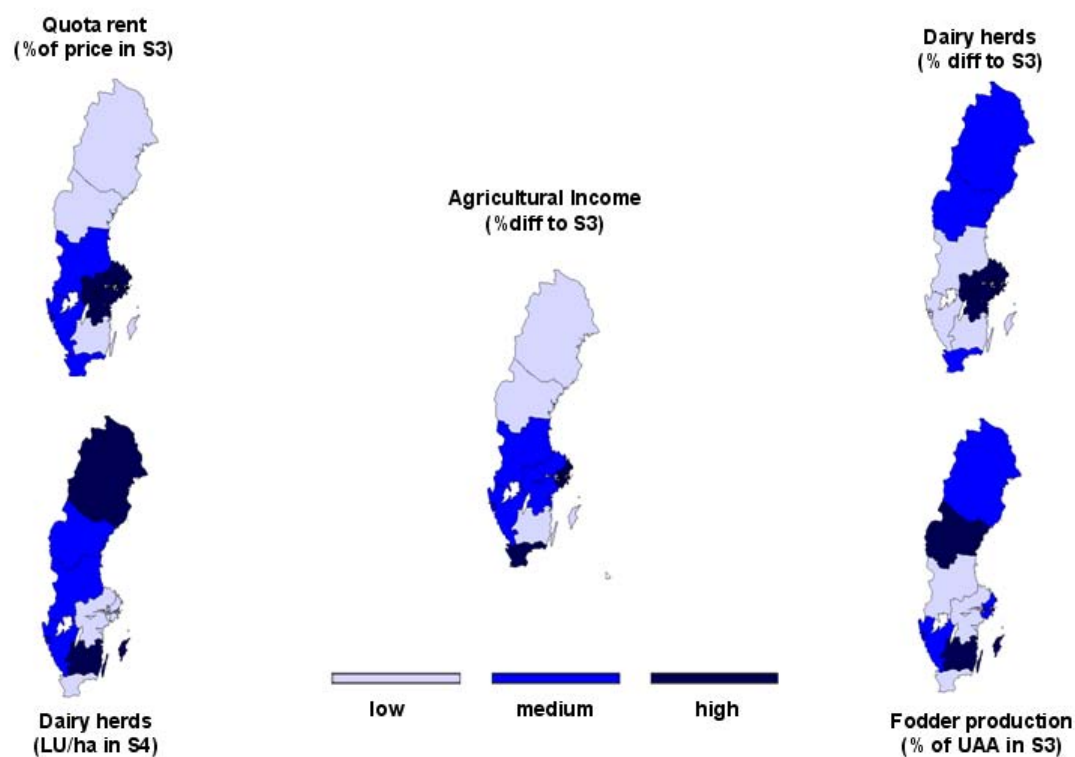 Quota rent
(%of price in S3)
Dairy herds
(% diff to S3)
Agricultural Income
(%diff to S3)
low
medium
high
Dairy herds
(LU/ha in S4)
Fodder production
(% of UAA in S3)